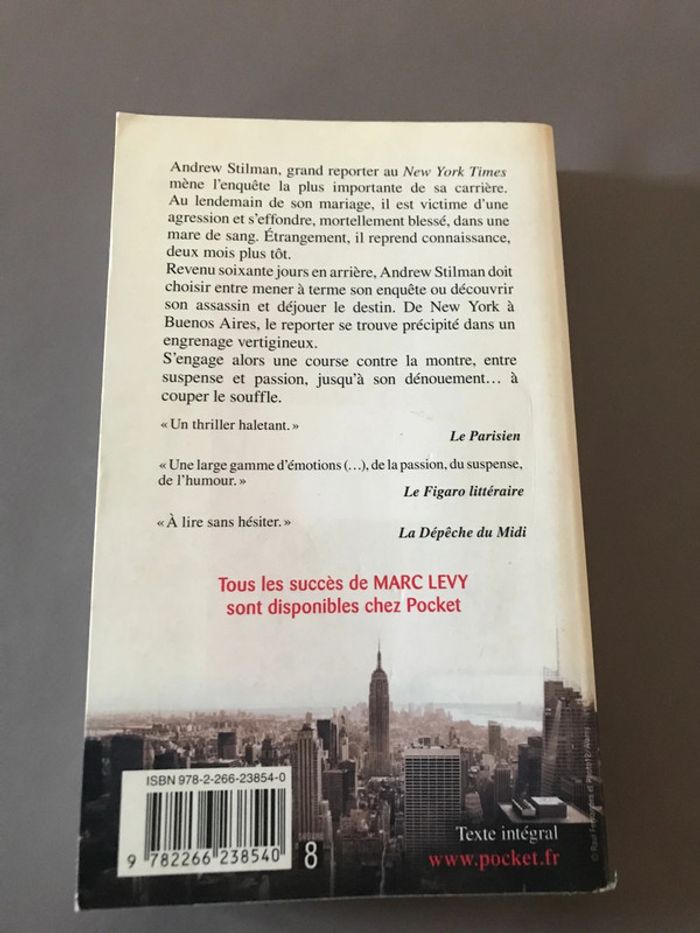 Andrew Stilman, grand reporter au New York Times
mène l'enquête la plus importante de sa carrière.
Au lendemain de son mariage, il est victime d'une
agression et s'effondre, mortellement blessé, dans une
mare de sang. Étrangement, il reprend connaissance,
deux mois plus tôt.
Revenu soixante jours en arrière, Andrew Stilman doit
choisir entre mener à terme son enquête ou découvrir
son assassin et déjouer le destin. De New York à
Buenos Aires, le reporter se trouve précipité dans un
engrenage vertigineux.
S'engage alors une course contre la montre, entre
suspense et passion, jusqu'à son dénouement… à
couper le souffle.
« Un thriller haletant. »
Le Parisien
« Une large gamme d'émotions (…), de la passion, du suspense,
de l'humour. »
Le Figaro littéraire
« À lire sans hésiter. »
La Dépêche du Midi
Tous les succès de MARC LEVY
sont disponibles chez Pocket
ISBN 978-2-266-23854-0
9 782266 238540
8
Texte intégral
www.pocket.fr